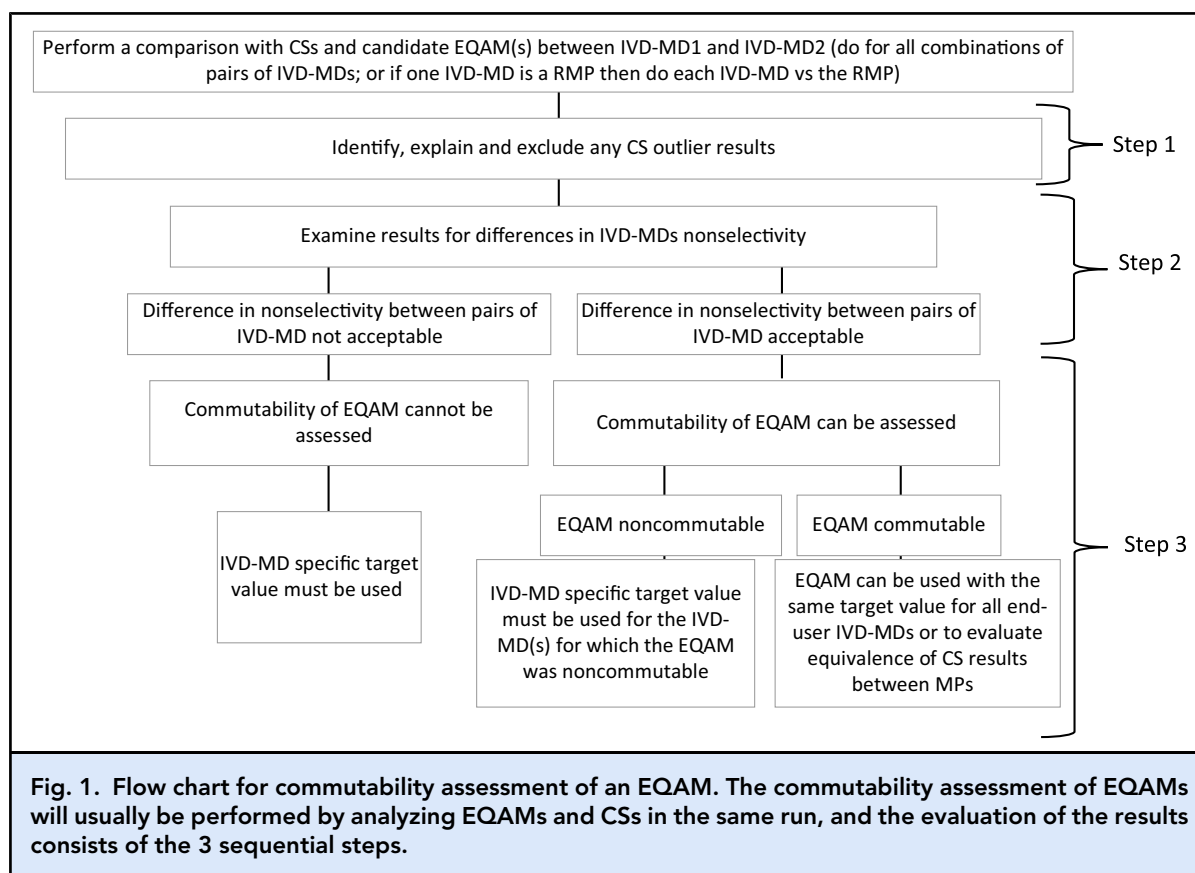 Perform a comparison with CSs and candidate EQAM(s) between IVD-MD1 and IVD-MD2 (do for all combinations of
pairs of IVD-MDs; or if one IVD-MD is a RMP then do each IVD-MD vs the RMP)
Identify, explain and exclude any CS outlier results
Step 1
Examine results for differences in IVD-MDs nonselectivity
Step 2
Difference in nonselectivity between pairs of
IVD-MD not acceptable
Difference in nonselectivity between pairs of
IVD-MD acceptable
Commutability of EQAM cannot be
assessed
Commutability of EQAM can be assessed
EQAM noncommutable
EQAM commutable
Step 3
IVD-MD specific target
value must be used
IVD-MD specific target value
must be used for the IVD-
MD(s) for which the EQAM
was noncommutable
EQAM can be used with the
same target value for all end-
user IVD-MDs or to evaluate
equivalence of CS results
between MPs
Fig. 1. Flow chart for commutability assessment of an EQAM. The commutability assessment of EQAMs
will usually be performed by analyzing EQAMs and CSs in the same run, and the evaluation of the results
consists of the 3 sequential steps.